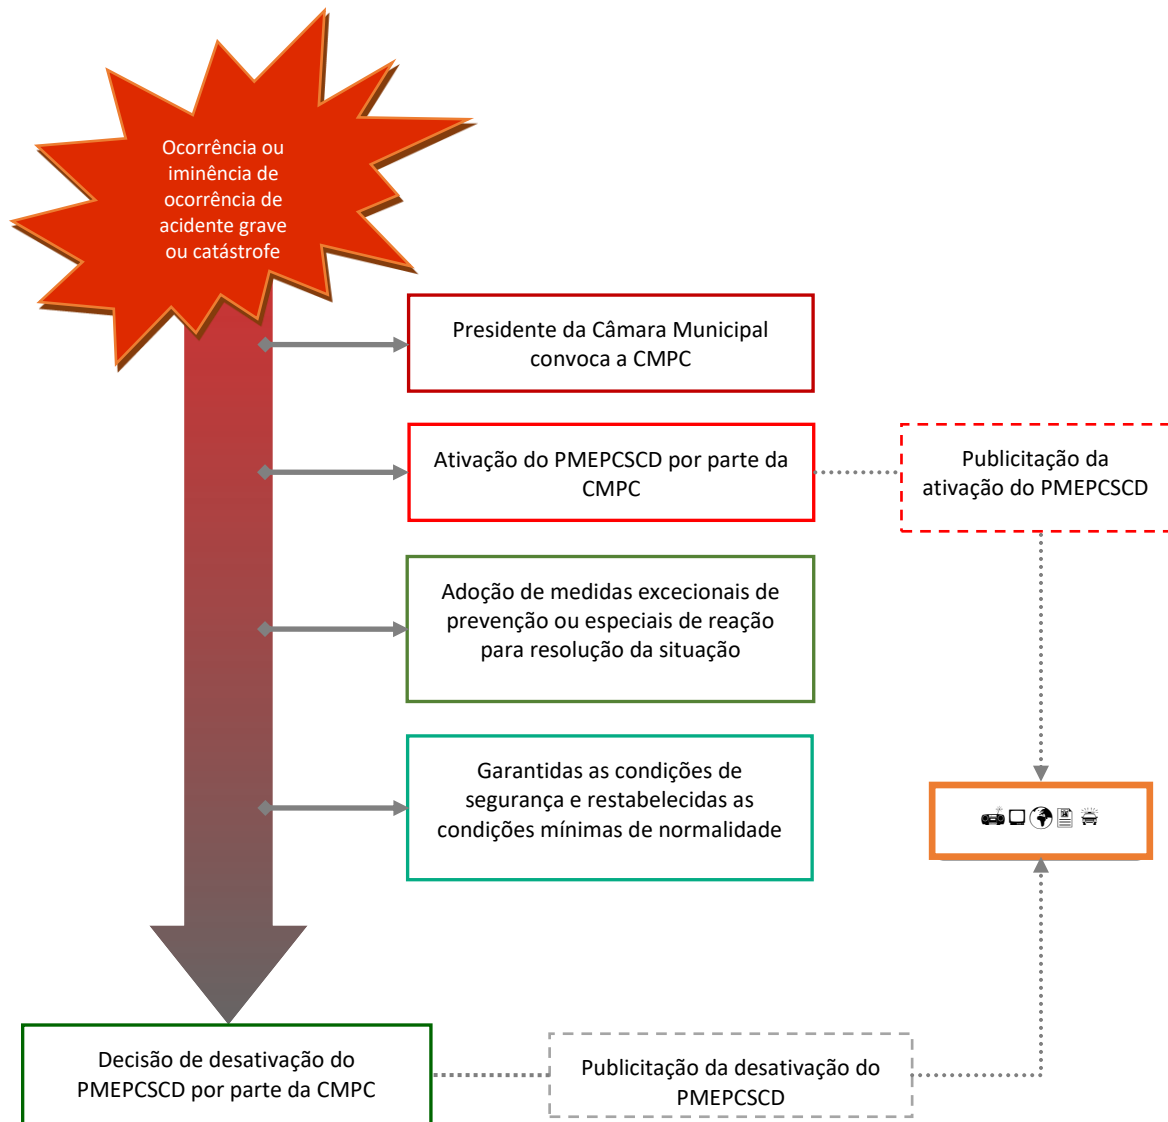 Ocorrência ou
iminência de
ocorrência de
acidente grave
ou catástrofe
Presidente da Câmara Municipal
convoca a CMPC
Ativação do PMEPCSCD por parte da
CMPC
Publicitação da
ativação do PMEPCSCD
Adoção de medidas excecionais de
prevenção ou especiais de reação
para resolução da situação
Garantidas as condições de
segurança e restabelecidas as
condições mínimas de normalidade
Decisão de desativação do
PMEPCSCD por parte da CMPC
Publicitação da desativação do
PMEPCSCD